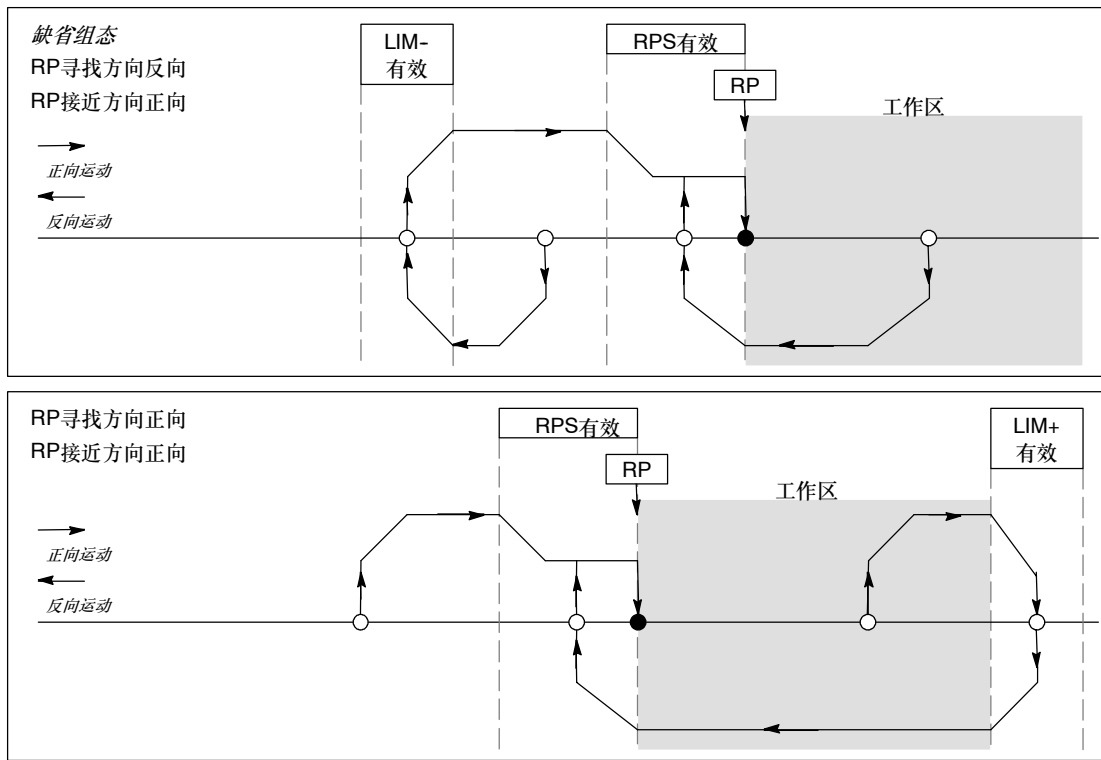 缺省组态
RP寻找方向反向
RP接近方向正向
正向运动
反向运动
LIM-
有效
RPS有效
RP
工作区
RP寻找方向正向
RP接近方向正向
正向运动
反向运动
RPS有效
RP
工作区
LIM+
有效